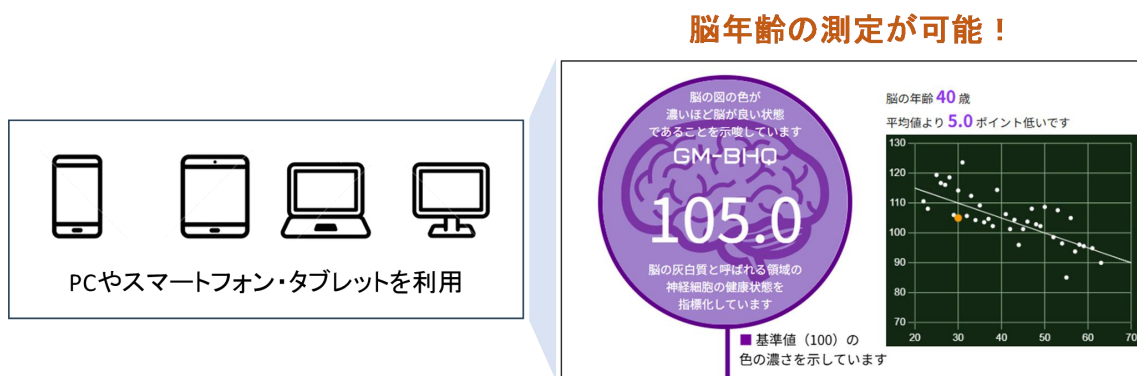 脳年齢の測定が可能！
PCやスマートフォン・タブレットを利用
脳の図の色が
濃いほど脳が良い状態
であることを示唆しています
GM-BHQ
105.0
脳の灰白質と呼ばれる領域の
神経細胞の健康状態を
指標化しています
■ 基準値（100）の
色の濃さを示しています
脳の年齢 40 歳
平均値より 5.0 ポイント低いです
130
120
110
100
90
80
70
20 30 40 50 60 70